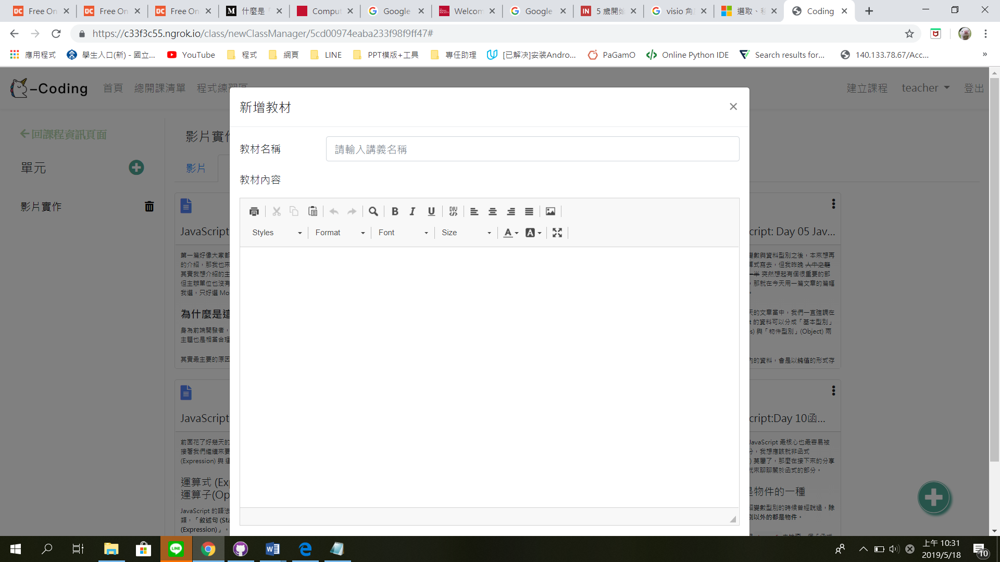 Free On
Free On
Free On
什麼是「
Comput
Google
Welcom
Google
5 歲開始
visio 角
選取、移
Coding
https://c33f3c55.ngrok.io/class/newClassManager/5cd00974eaba233f98f9ff47#
應用程式
學生入口(新) - 國立...
YouTube
程式
網頁
LINE
PPT模版+工具
專任助理
[已解決]安裝Andro...
PaGamO
Online Python IDE
Search results for...
140.133.78.67/Acc...
»
-Coding
首頁
總開課清單
程式練習區
建立課程
teacher
登出
回課程資訊頁面
單元
影片實作
影片實作
影片
新增教材
教材名稱
請輸入講義名稱
教材內容
Styles
Format
Font
Size
JavaScript
第一篇好像大家都
的介紹，那我也來
其實我想介紹的主
但主辦單位也沒有
我選，只好選 Mo
為什麼是這
身為前端開發者，
主題也是相當合理
其實最主要的原因
cript: Day 05 Jav...
變數與資料型別之後，本來想再
算式寫去，但我昨晚 人中之龍
一半 突然想起有個很重要的部
，那就在今天用一篇文章的篇幅
。
天的文章當中，我們一直強調在
t 的資料可以分成「基本型別」
s) 與「物件型別」(Object) 兩
內的資料，會是以純值的形式存
JavaScript
前面花了好幾天的
接著我們繼續來要
(Expression) 與 運
運算式 (Exp
運算子(Op
JavaScript 的語法
類，「敘述句 (Sta
(Expression)」。
cript:Day 10函...
JavaScript 最核心也最容易被
分，我想應該就非函式
) 莫屬了，那麼在接下來的分享
就來聊聊關於函式的部分。
是物件的一種
紹變數型別的時候曾經說過，除
別以外的都是物件。
上午 10:31
2019/5/18
10